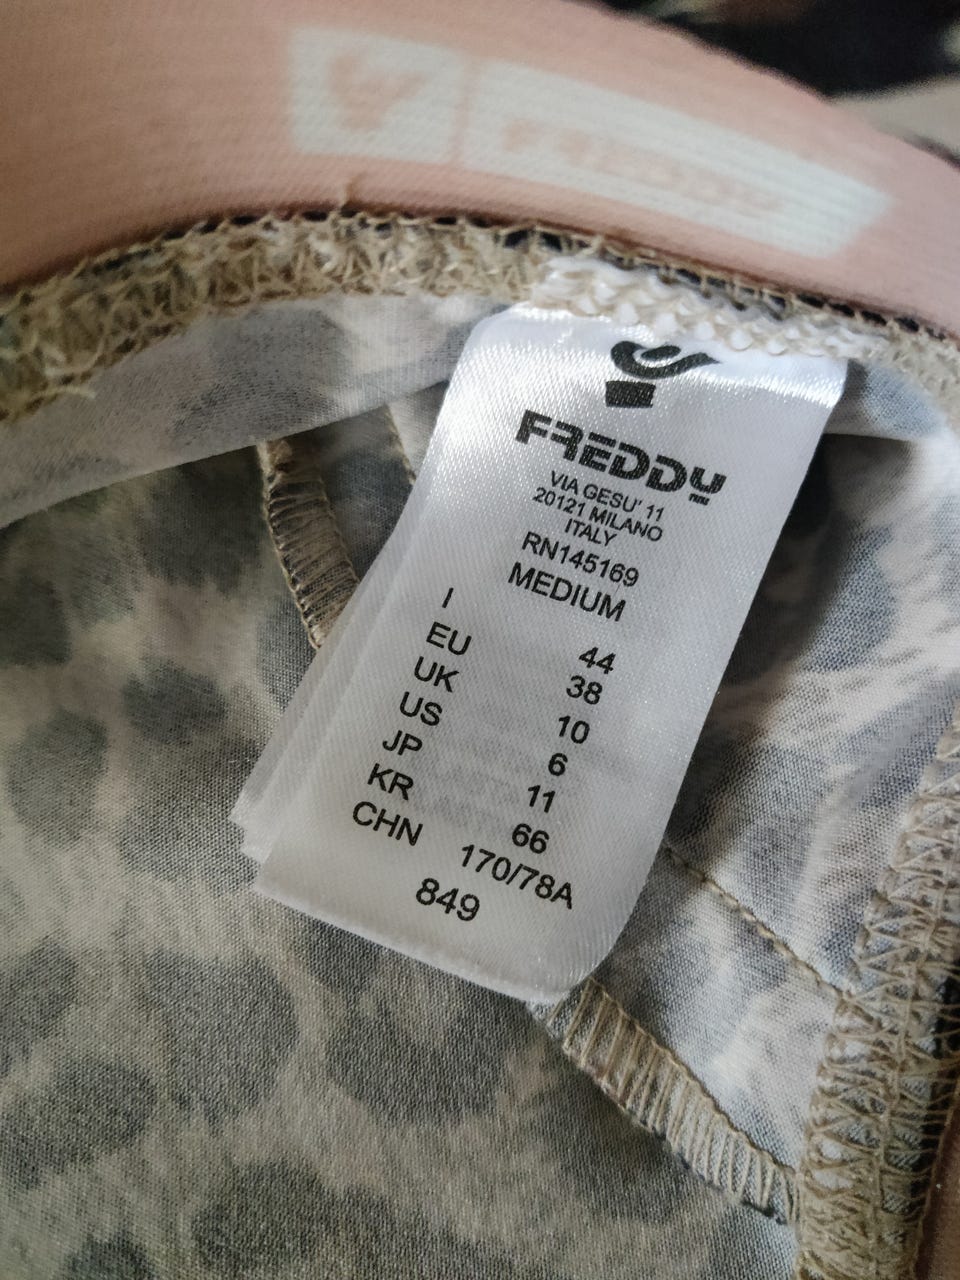 FREDDY
FREDDY
VIA GESU' 11
20121 MILANO
ITALY
RN145169
MEDIUM
I 44
EU 38
UK 10
US 6
JP 11
KR 66
CHN 170/78A
849